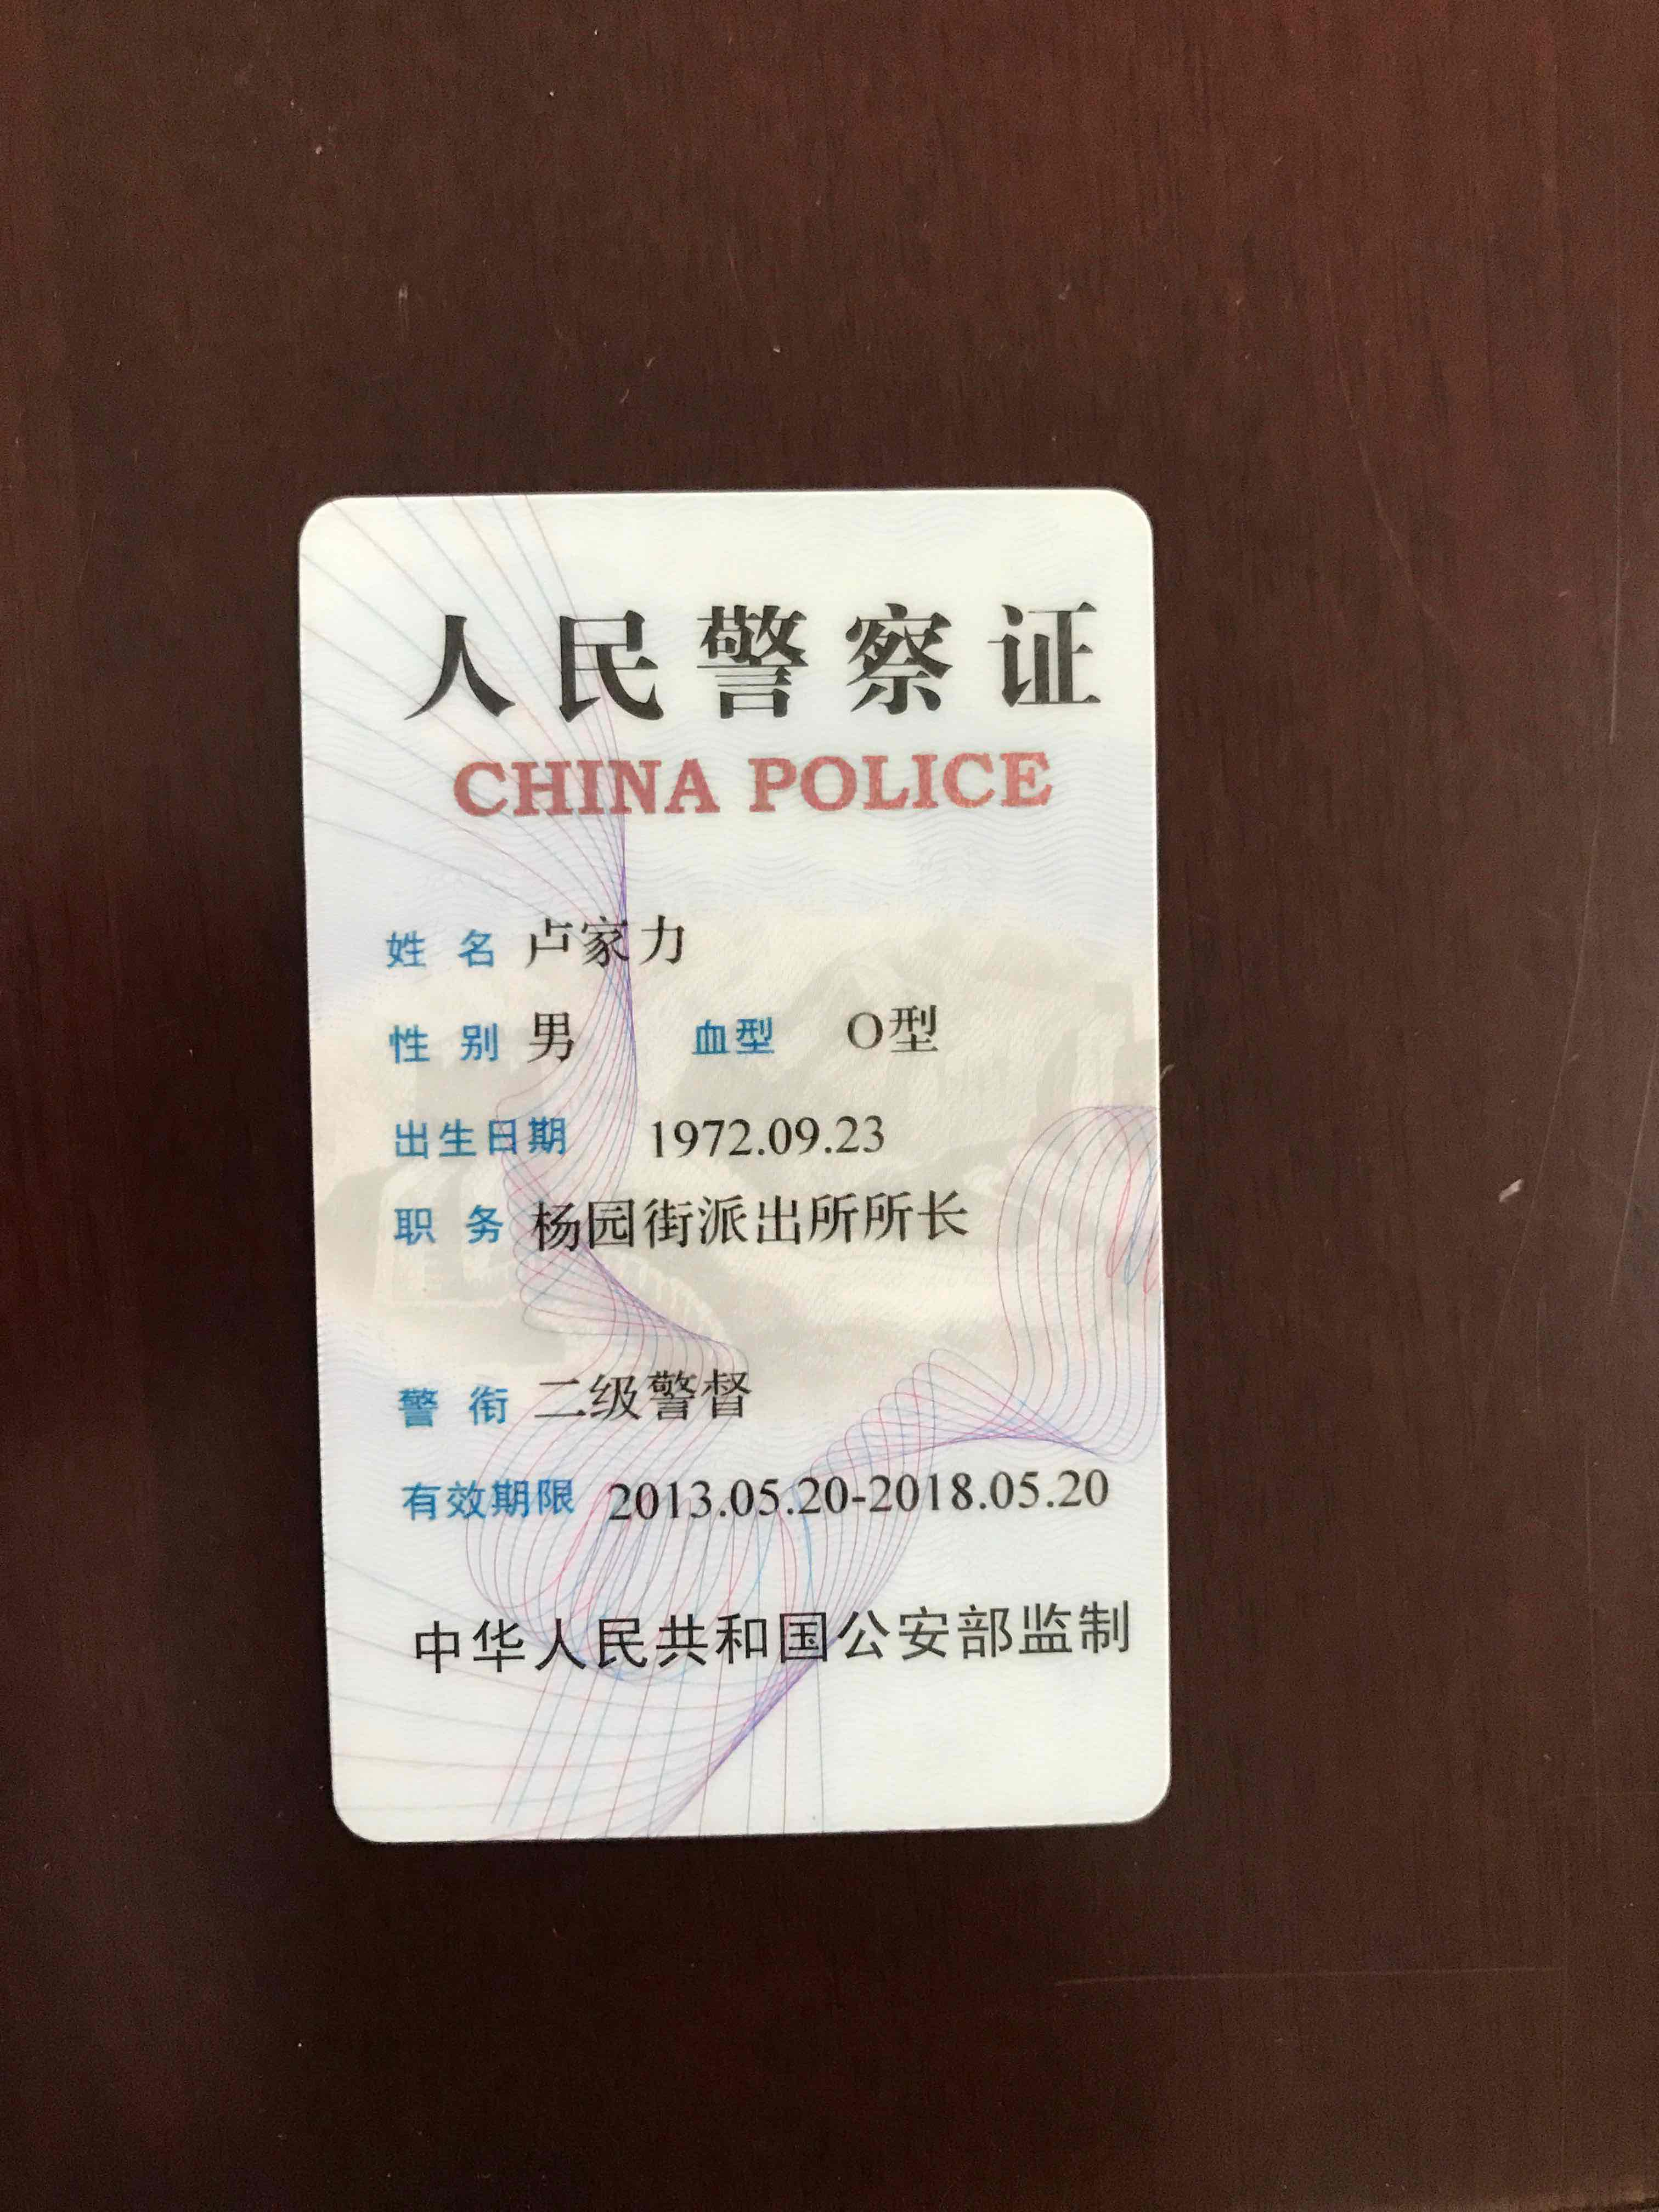 人民警察证
CHINA POLICE
姓 名 卢家力
性 别 男 血型 O型
出生日期 1972.09.23
职 务 杨园街派出所所长
警 衔 二级警督
有效期限 2013.05.20-2018.05.20
中华人民共和国公安部监制